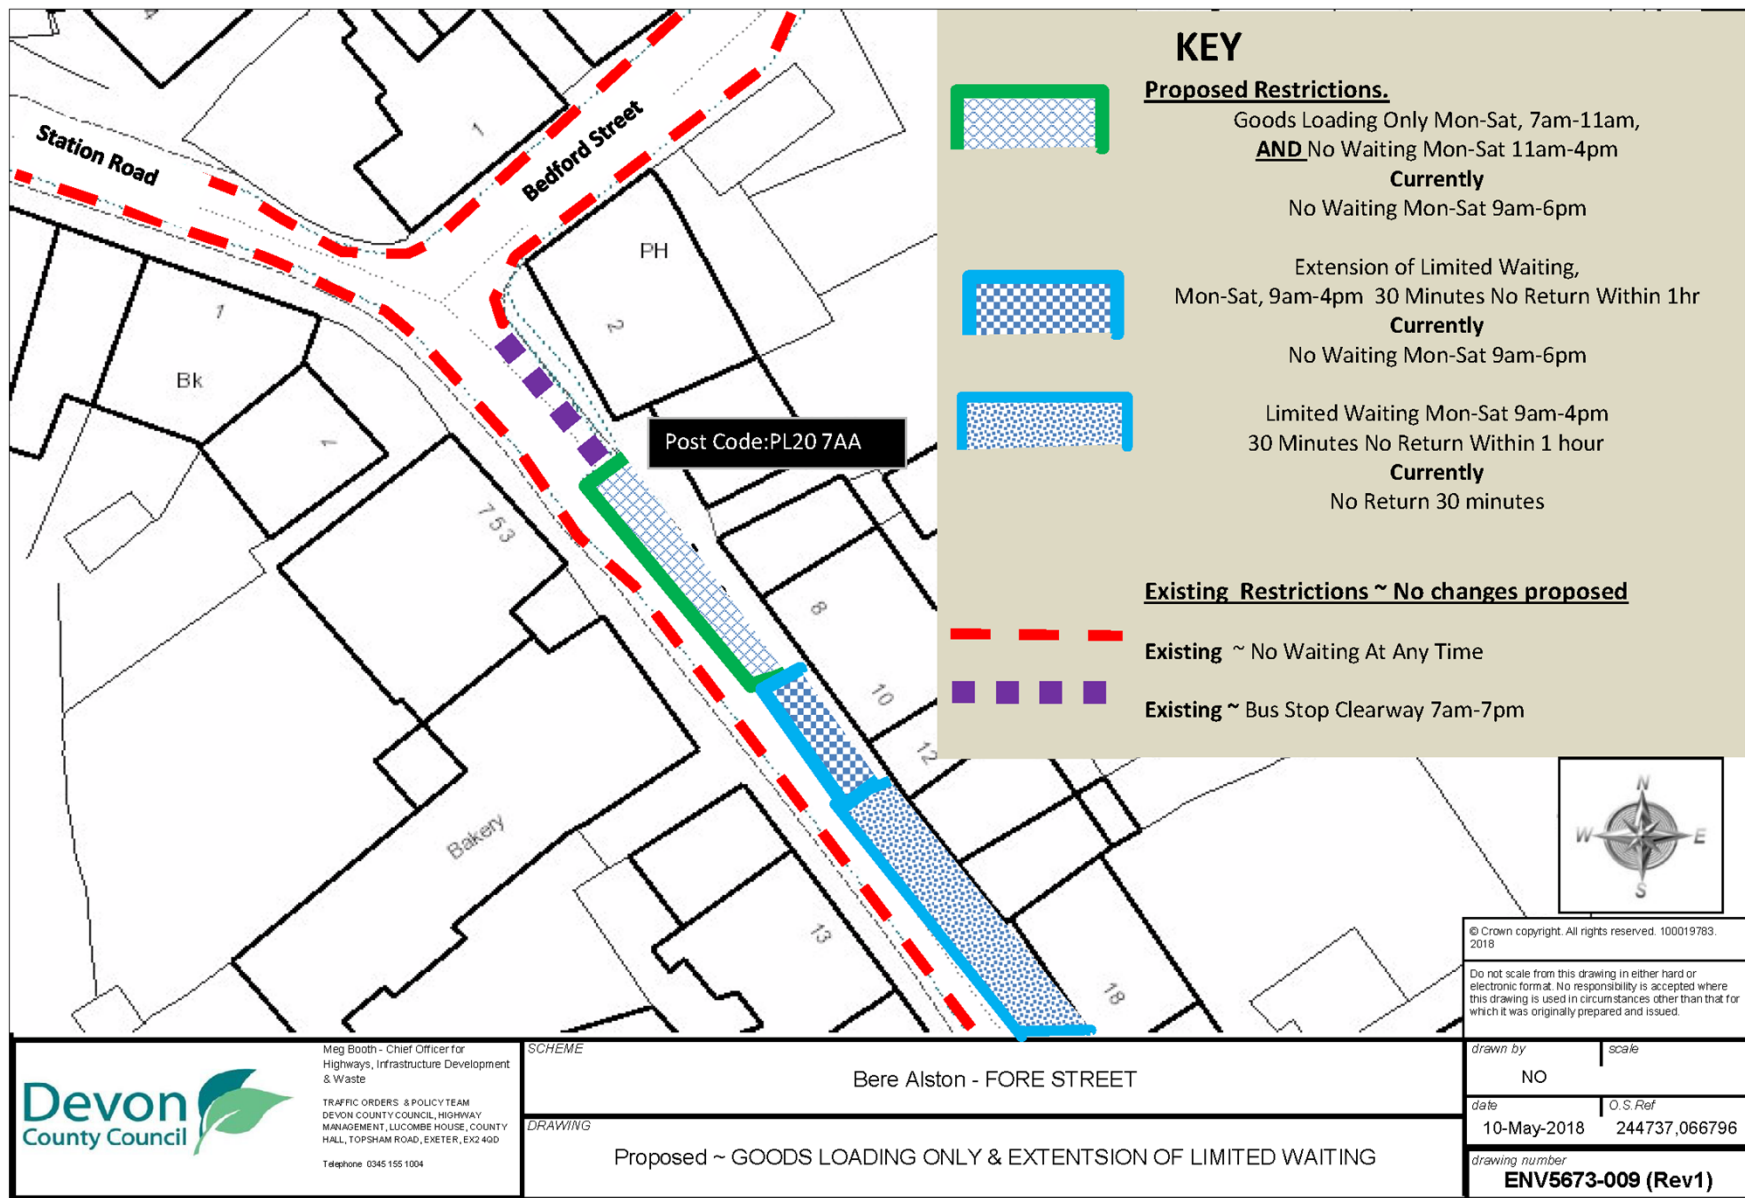 KEY
Proposed Restrictions.
Goods Loading Only Mon-Sat, 7am-11am,
AND No Waiting Mon-Sat 11am-4pm
Currently
No Waiting Mon-Sat 9am-6pm
Extension of Limited Waiting,
Mon-Sat, 9am-4pm 30 Minutes No Return Within 1hr
Currently
No Waiting Mon-Sat 9am-6pm
Limited Waiting Mon-Sat 9am-4pm
30 Minutes No Return Within 1 hour
Currently
No Return 30 minutes
Existing Restrictions ~ No changes proposed
Existing ~ No Waiting At Any Time
Existing ~ Bus Stop Clearway 7am-7pm
4
Station Road
1
Bedford Street
PH
2
1
Bk
4
Post Code:PL20 7AA
7 5 3
8
10
12
Bakery
13
18
N
W
E
S
© Crown copyright. All rights reserved. 100019783.
2018
Do not scale from this drawing in either hard or
electronic format. No responsibility is accepted where
this drawing is used in circumstances other than that for
which it was originally prepared and issued.
Devon
County Council
Meg Booth - Chief Officer for
Highways, Infrastructure Development
& Waste
TRAFFIC ORDERS & POLICY TEAM
DEVON COUNTY COUNCIL, HIGHWAY
MANAGEMENT, LUCOMBE HOUSE, COUNTY
HALL, TOPSHAM ROAD, EXETER, EX2 4QD
Telephone 0345 155 1004
SCHEME
Bere Alston - FORE STREET
DRAWING
Proposed ~ GOODS LOADING ONLY & EXTENTSION OF LIMITED WAITING
drawn by
NO
scale
date
10-May-2018
O.S.Ref
244737,066796
drawing number
ENV5673-009 (Rev1)